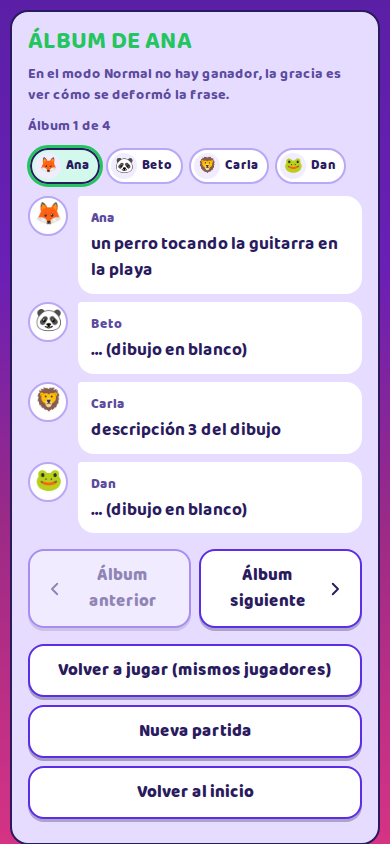 ÁLBUM DE ANA
En el modo Normal no hay ganador, la gracia es
ver cómo se deformó la frase.
Álbum 1 de 4
Ana
Beto
Carla
Dan
Ana
un perro tocando la guitarra en
la playa
Beto
... (dibujo en blanco)
Carla
descripción 3 del dibujo
Dan
... (dibujo en blanco)
Álbum
anterior
Álbum
siguiente
Volver a jugar (mismos jugadores)
Nueva partida
Volver al inicio